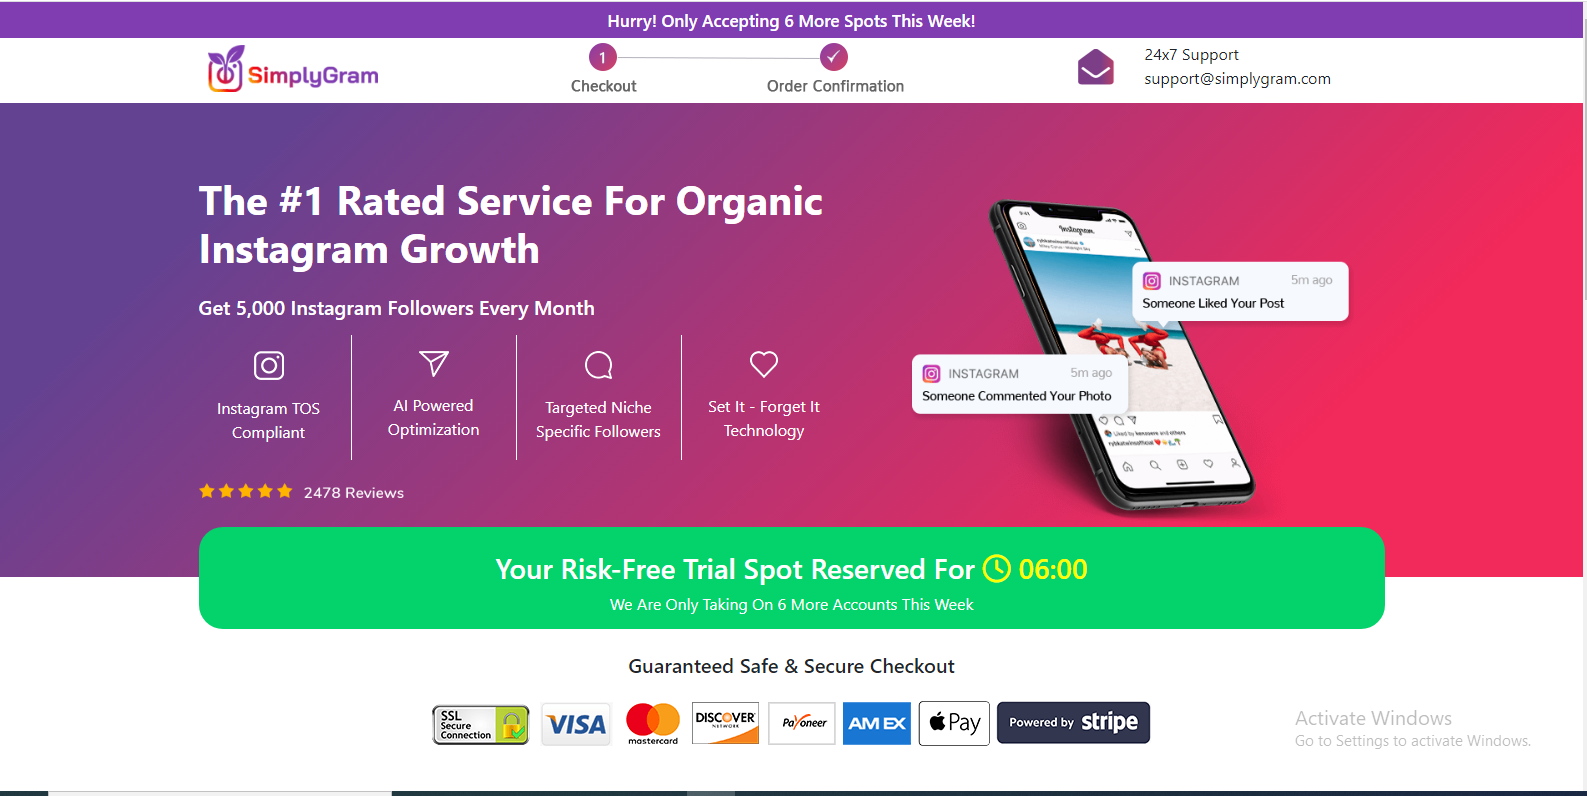 Hurry! Only Accepting 6 More Spots This Week!
SimplyGram
1
Checkout
Order Confirmation
24x7 Support
support@simplygram.com
The #1 Rated Service For Organic
Instagram Growth
Get 5,000 Instagram Followers Every Month
Instagram TOS
Compliant
AI Powered
Optimization
Targeted Niche
Specific Followers
Set It - Forget It
Technology
2478 Reviews
9:41
Instagram
INSTAGRAM 5m ago
Someone Liked Your Post
INSTAGRAM 5m ago
Someone Commented Your Photo
Your Risk-Free Trial Spot Reserved For 06:00
We Are Only Taking On 6 More Accounts This Week
Guaranteed Safe & Secure Checkout
SSL
Secure
Connection
VISA
mastercard
DISCOVER
NETWORK
Payoneer
AMEX
Pay
Powered by stripe
Activate Windows
Go to Settings to activate Windows.